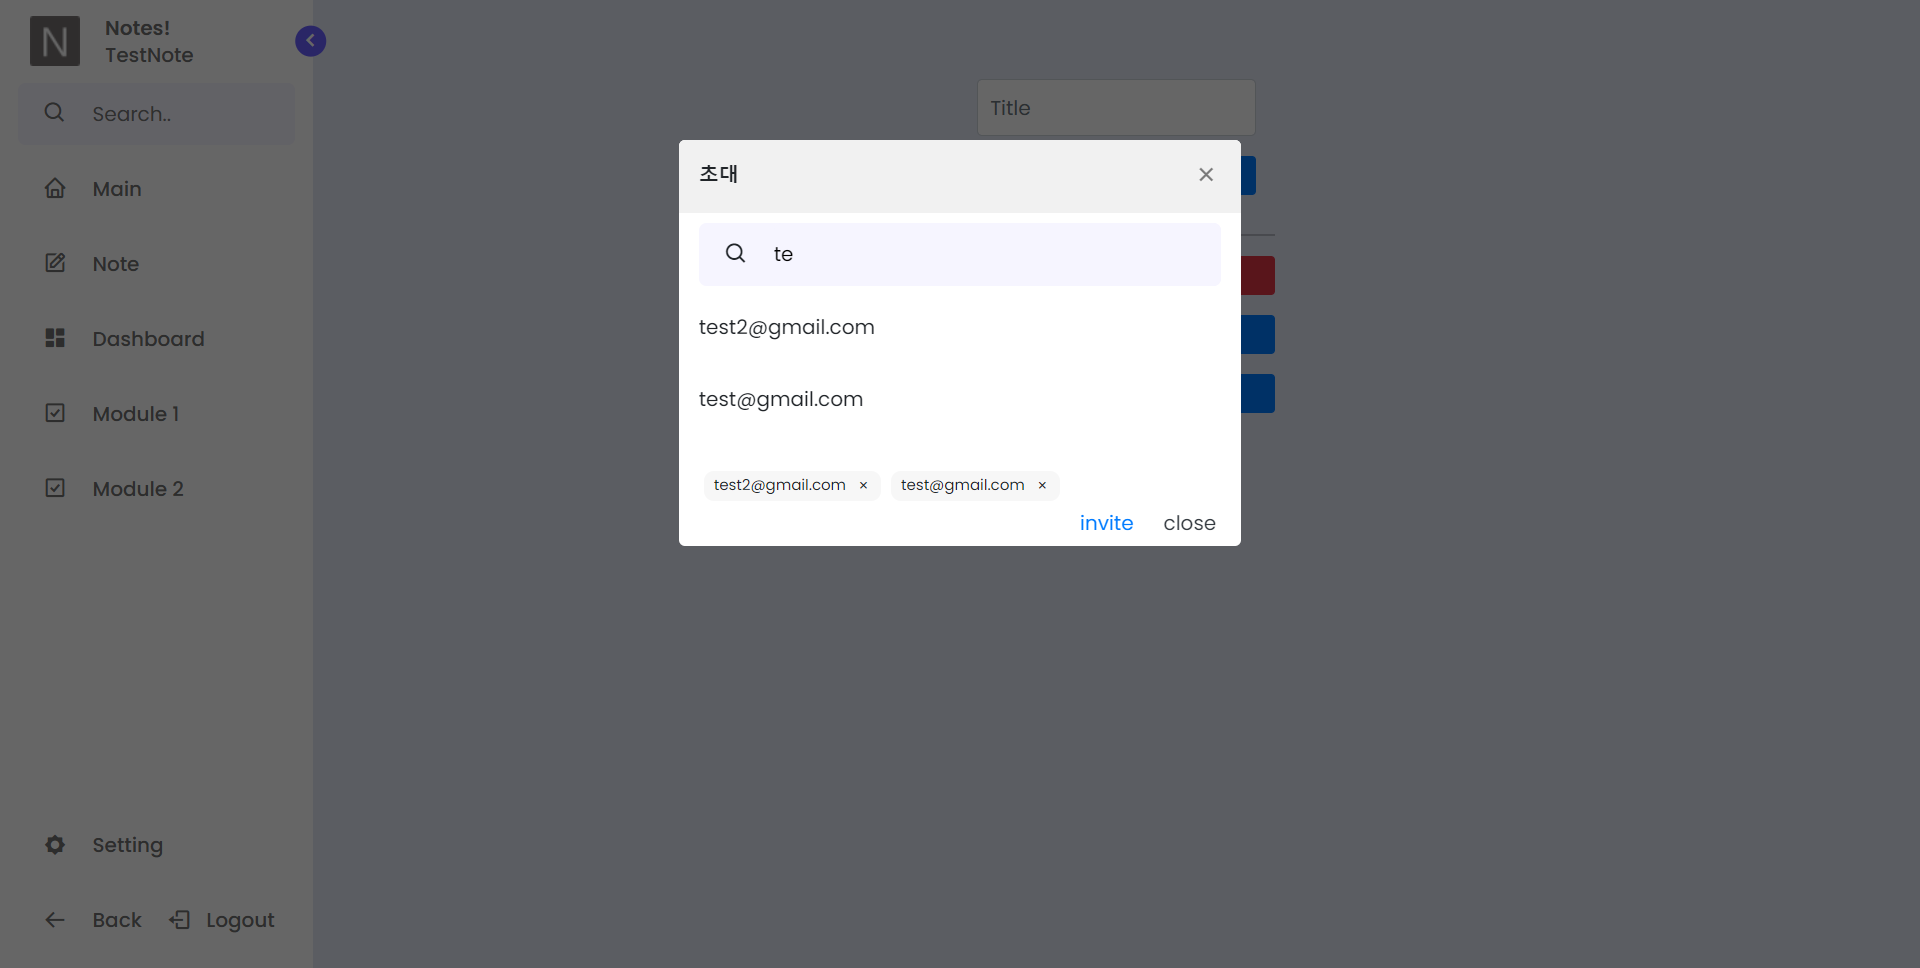 N
Notes!
TestNote
Search..
Main
Note
Dashboard
Module 1
Module 2
Setting
Back
Logout
Title
초대
te
test2@gmail.com
test@gmail.com
test2@gmail.com × test@gmail.com ×
invite close